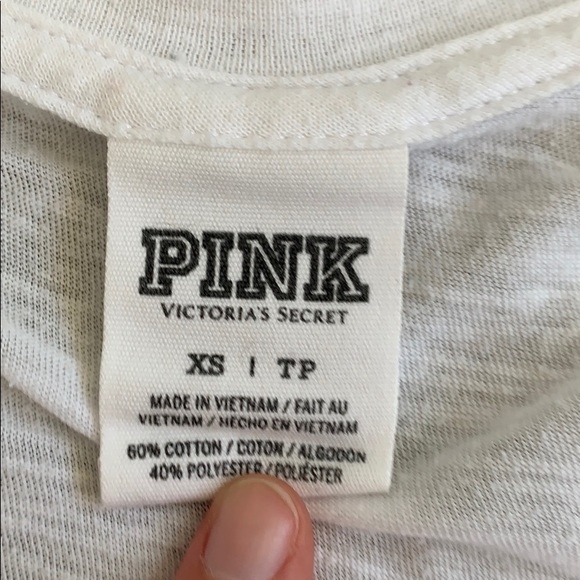 PINK
VICTORIA'S SECRET
XS | TP
MADE IN VIETNAM / FAIT AU
VIETNAM / HECHO EN VIETNAM
60% COTTON / COTON / ALGODON
40% POLYESTER / POLIÉSTER